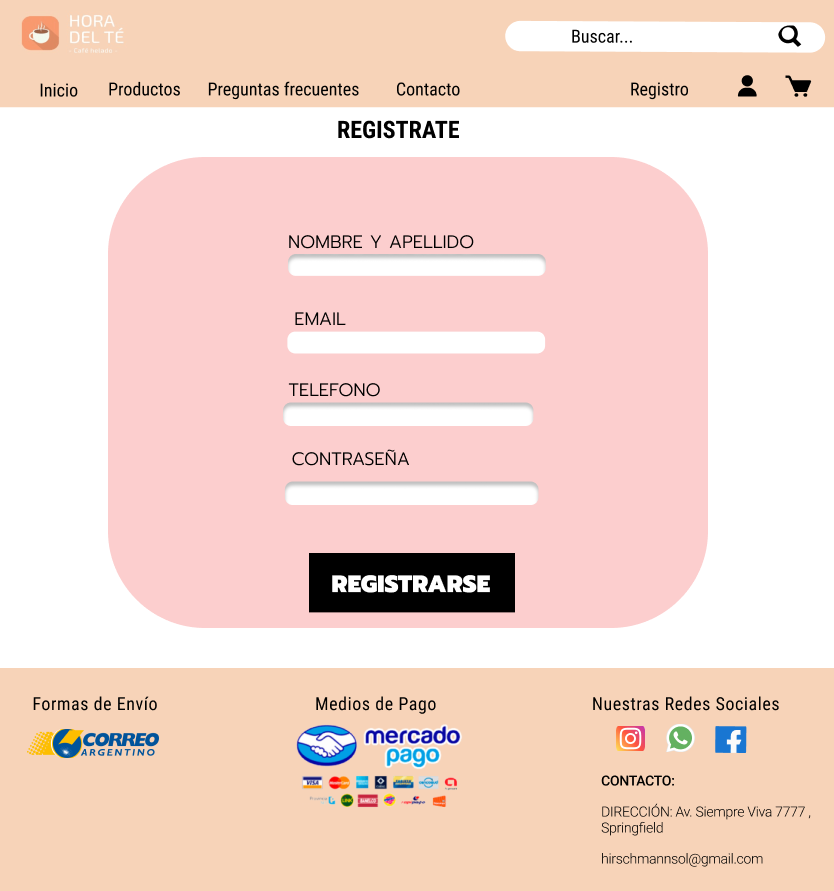 HORA
DEL TÉ
Café helado
Buscar...
Inicio
Productos
Preguntas frecuentes
Contacto
Registro
REGISTRATE
NOMBRE Y APELLIDO
EMAIL
TELEFONO
CONTRASEÑA
REGISTRARSE
Formas de Envío
Medios de Pago
Nuestras Redes Sociales
CORREO
ARGENTINO
mercado
pago
VISA
CONTACTO:
DIRECCIÓN: Av. Siempre Viva 7777 ,
Springfield
hirschmannsol@gmail.com